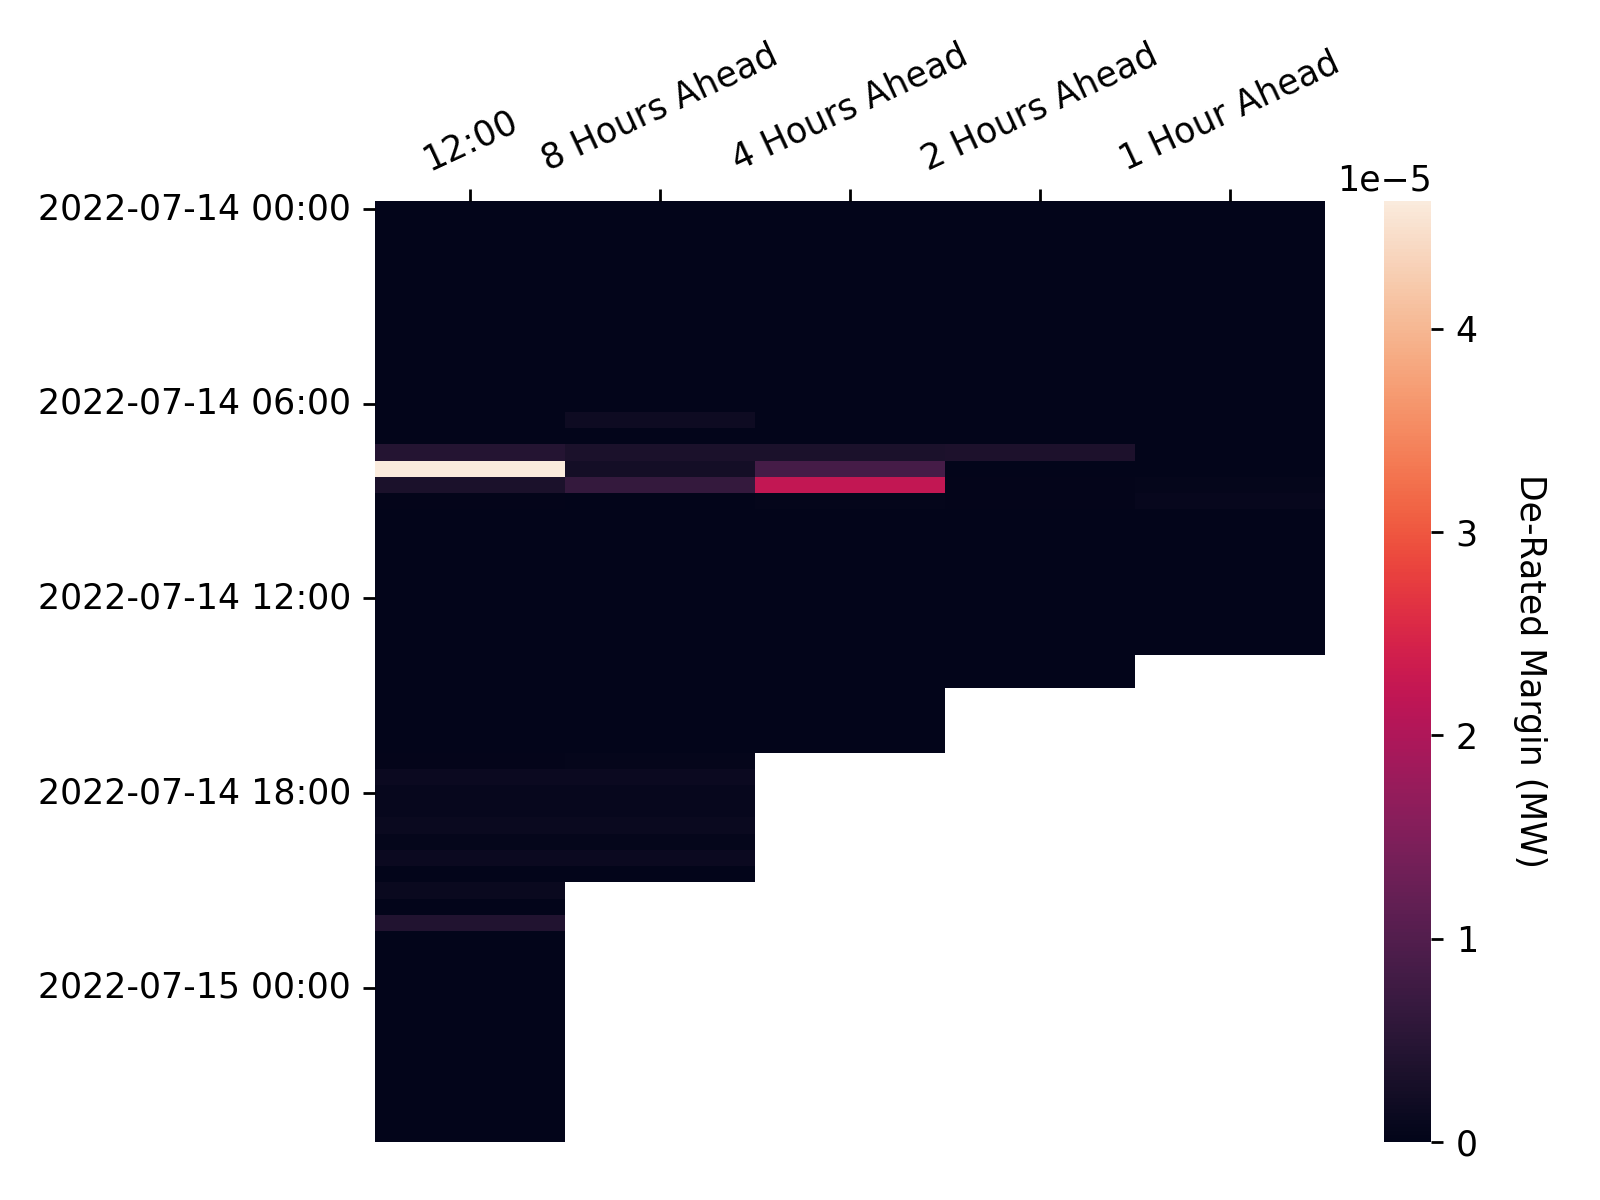 12:00
8 Hours Ahead
4 Hours Ahead
2 Hours Ahead
1 Hour Ahead
1e−5
2022-07-14 00:00
2022-07-14 06:00
2022-07-14 12:00
2022-07-14 18:00
2022-07-15 00:00
4
3
2
1
0
De-Rated Margin (MW)